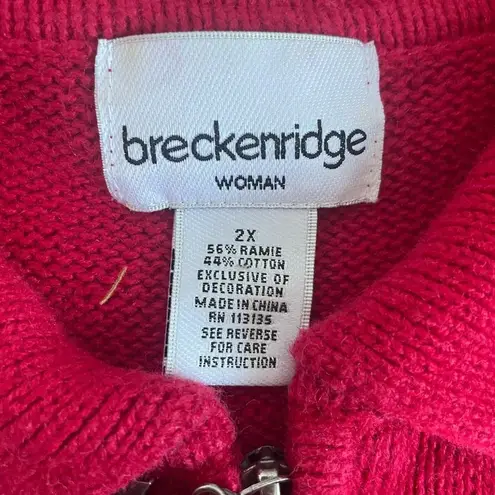 breckenridge
WOMAN
2X
56% RAMIE
44% COTTON
EXCLUSIVE OF
DECORATION
MADE IN CHINA
RN 113135
SEE REVERSE
FOR CARE
INSTRUCTION